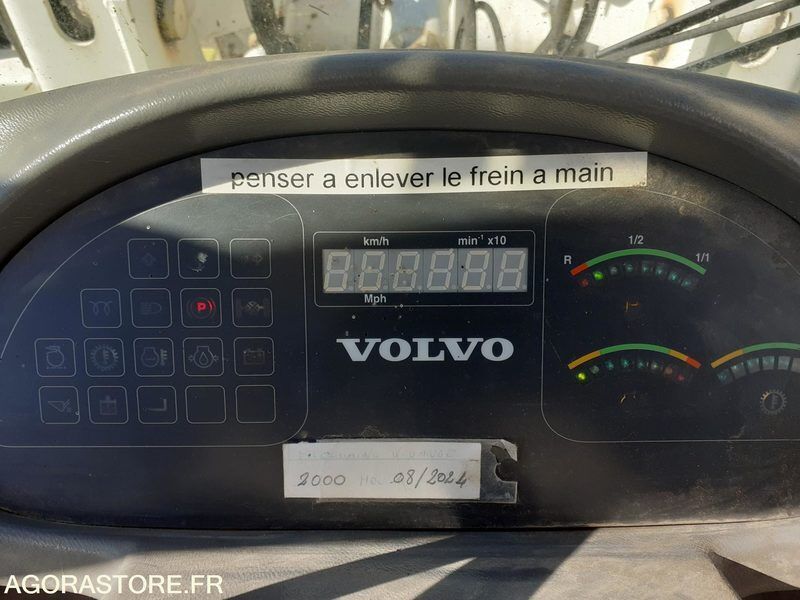 penser a enlever le frein a main
km/h min⁻¹ x10
Mph
R 1/2 1/1
P
VOLVO
2000 08/2024
AGORASTORE.FR